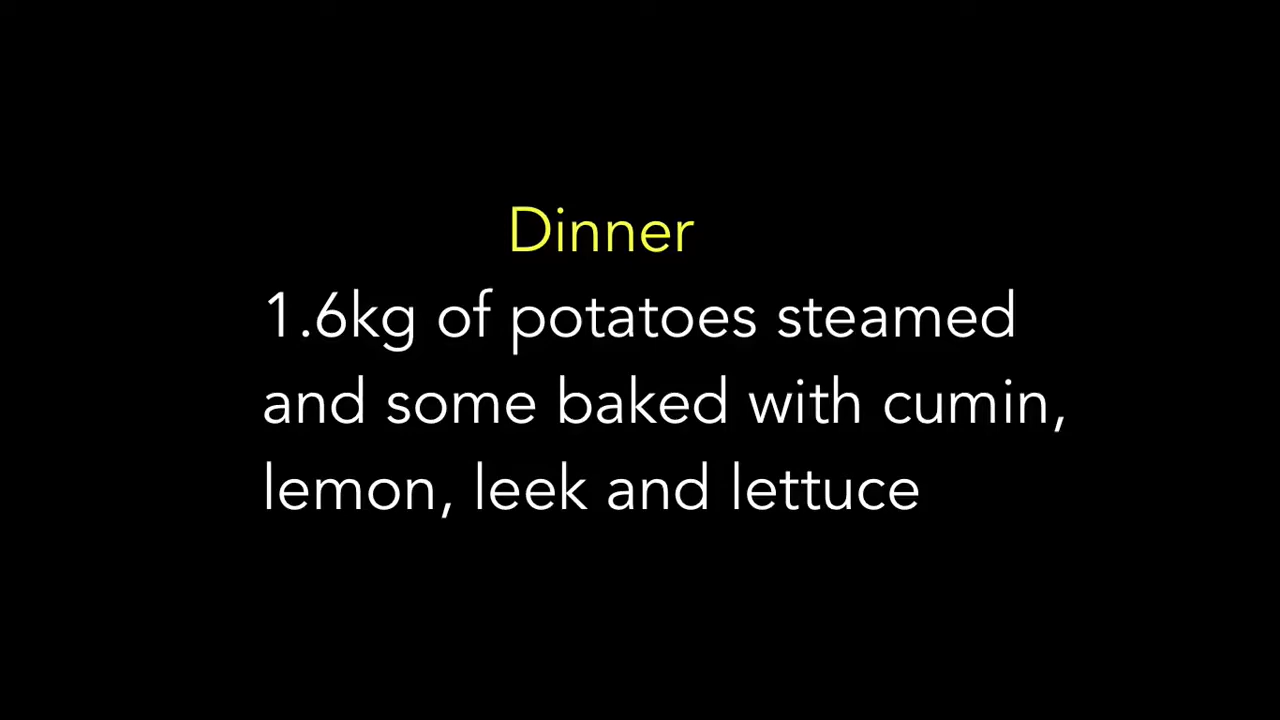 Dinner
1.6kg of potatoes steamed
and some baked with cumin,
lemon, leek and lettuce